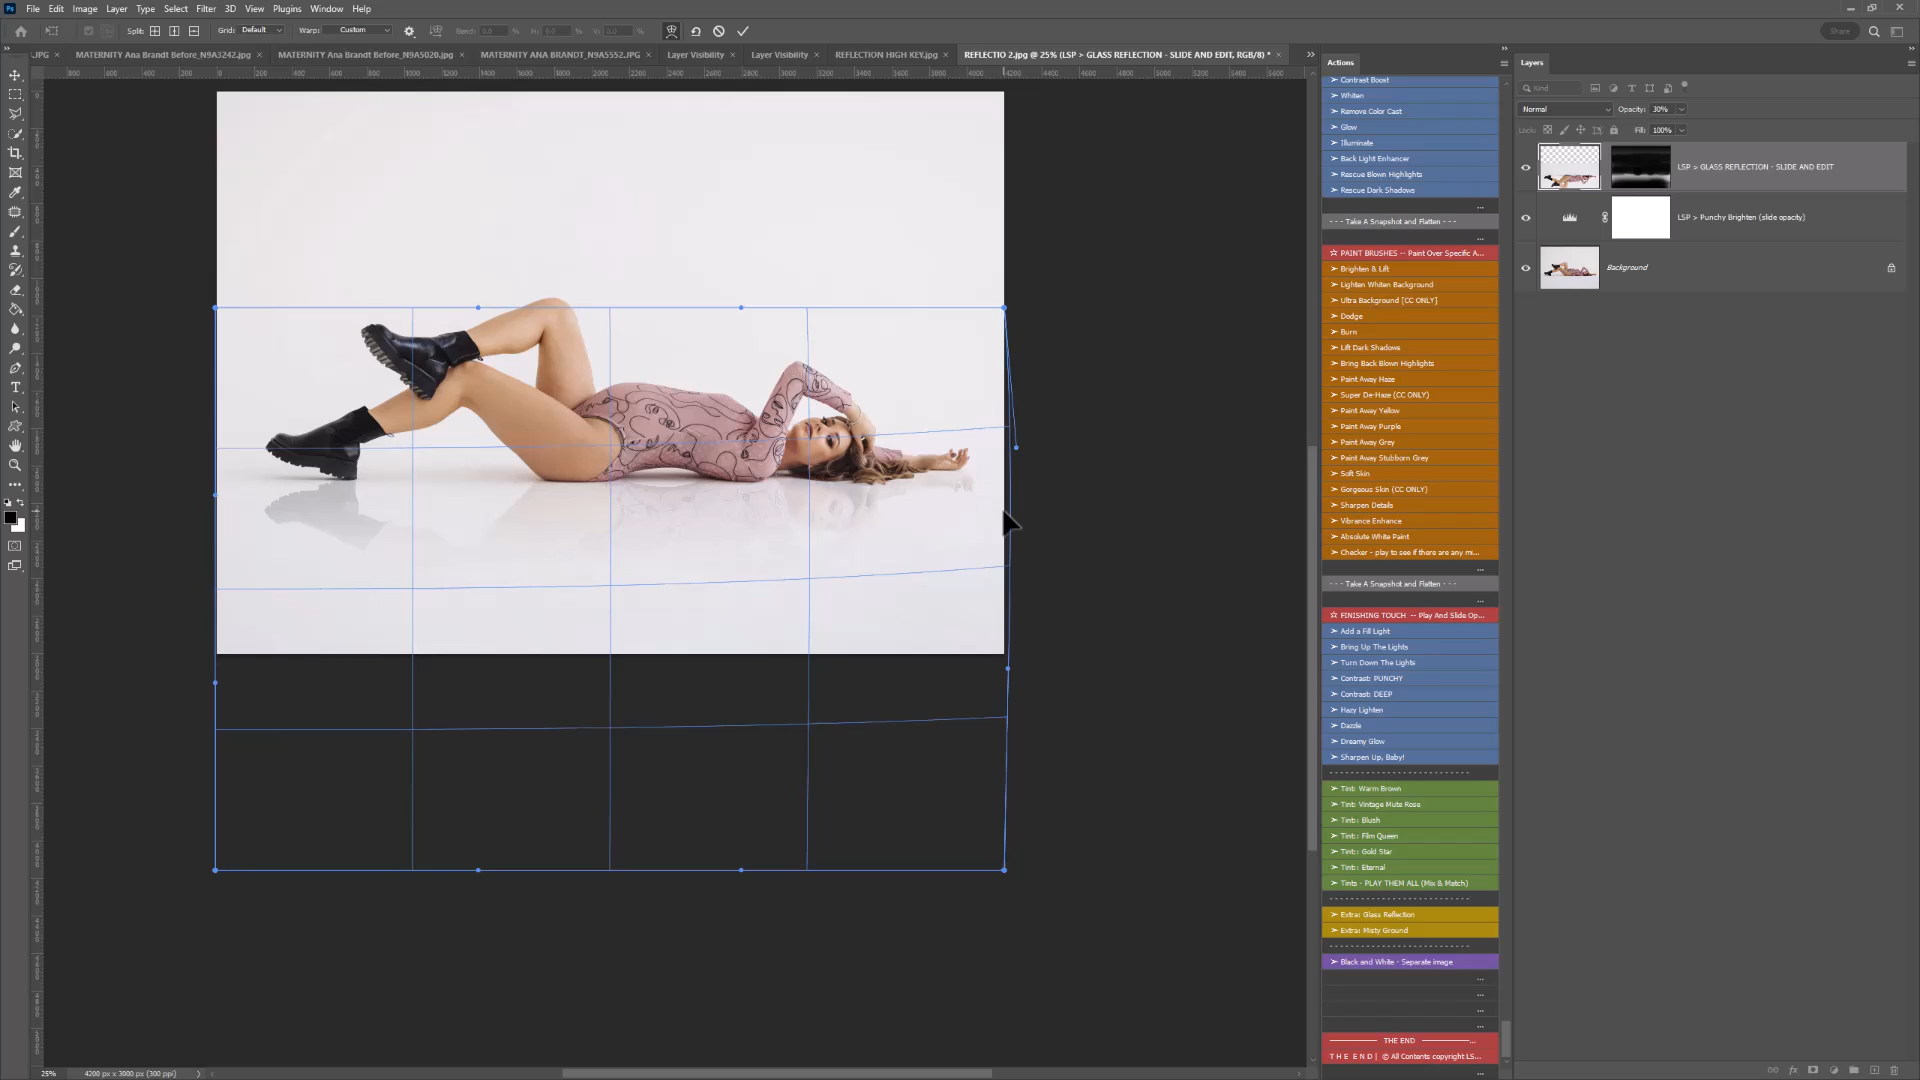 File Edit Image Layer Type Select Filter 3D View Plugins Window Help
Split: Grid: Default Warp: Custom Bend: 0.0 % H: 0.0 % V: 0.0 % Share
.JPG × MATERNITY Ana Brandt Before_N9A3242.jpg × MATERNITY Ana Brandt Before_N9A5020.jpg × MATERNITY ANA BRANDT_N9A5552.JPG × Layer Visibility × Layer Visibility × REFLECTION HIGH KEY.jpg × REFLECTIO 2.jpg @ 25% (LSP > GLASS REFLECTION - SLIDE AND EDIT, RGB/8) * ×
Actions
Contrast Boost
Whiten
Remove Color Cast
Glow
Illuminate
Back Light Enhancer
Rescue Blown Highlights
Rescue Dark Shadows
...
- - - Take A Snapshot and Flatten - - -
...
☆ PAINT BRUSHES -- Paint Over Specific A...
Brighten & Lift
Lighten Whiten Background
Ultra Background [CC ONLY]
Dodge
Burn
Lift Dark Shadows
Bring Back Blown Highlights
Paint Away Haze
Super De-Haze (CC ONLY)
Paint Away Yellow
Paint Away Purple
Paint Away Grey
Paint Away Stubborn Grey
Soft Skin
Gorgeous Skin (CC ONLY)
Sharpen Details
Vibrance Enhance
Absolute White Paint
Checker - play to see if there are any mi...
...
- - - Take A Snapshot and Flatten - - -
...
☆ FINISHING TOUCH -- Play And Slide Op...
Add a Fill Light
Bring Up The Lights
Turn Down The Lights
Contrast: PUNCHY
Contrast: DEEP
Hazy Lighten
Dazzle
Dreamy Glow
Sharpen Up, Baby!
Tint: Warm Brown
Tint: Vintage Mute Rose
Tint:: Blush
Tint:: Film Queen
Tint:: Gold Star
Tint:: Eternal
Tints - PLAY THEM ALL (Mix & Match)
Extra: Glass Reflection
Extra: Misty Ground
Black and White - Separate image
...
...
...
...
THE END
T H E E N D | © All Contents copyright LS...
...
Layers
Kind
Normal Opacity: 30%
Lock: Fill: 100%
LSP > GLASS REFLECTION - SLIDE AND EDIT
LSP > Punchy Brighten (slide opacity)
Background
25% 4200 px x 3000 px (300 ppi)